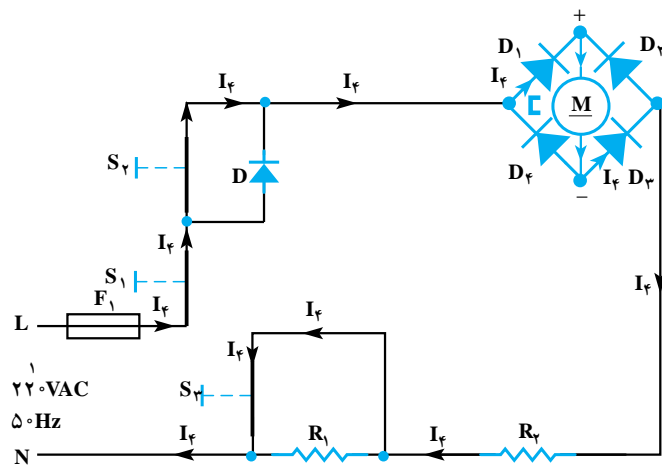 +
D۱ D۲
I۴ I۴ I۴
M
S۲ D D۴ I۴ D۳
−
I۴
S۱
F۱
L I۴ I۴
I۴
۱
I۴
۲۲۰VAC S۳
۵۰Hz
I۴ R۱ I۴ R۲
N